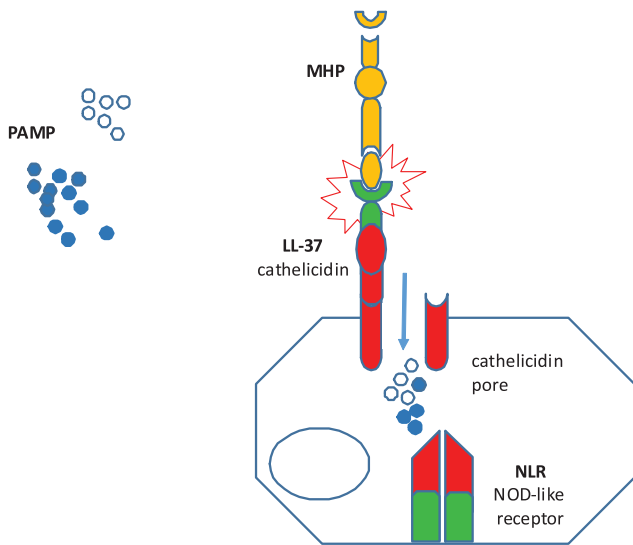 MHP
PAMP
LL-37
cathelicidin
cathelicidin
pore
NLR
NOD-like
receptor